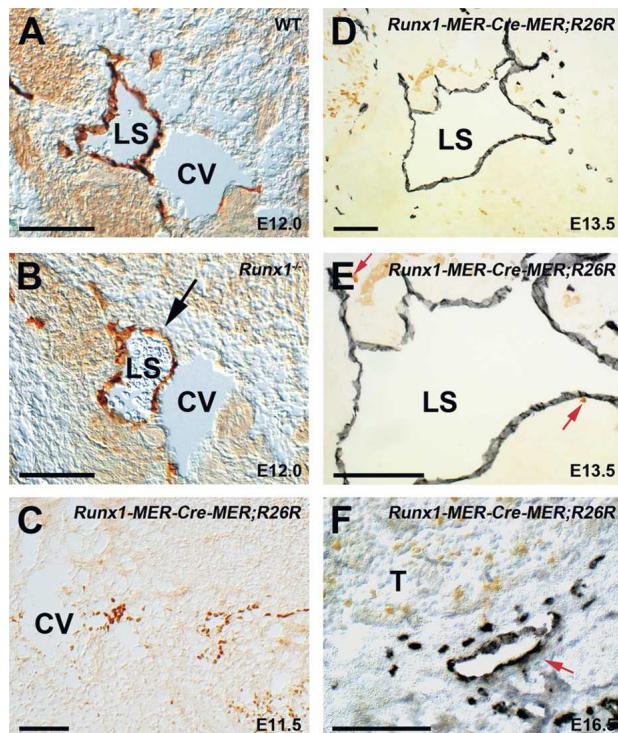 A
WT
LS
CV
E12.0
B
Runx1-/-
LS
CV
E12.0
C
Runx1-MER-Cre-MER;R26R
CV
E11.5
D
Runx1-MER-Cre-MER;R26R
LS
E13.5
E
Runx1-MER-Cre-MER;R26R
LS
E13.5
F
Runx1-MER-Cre-MER;R26R
T
E16.5